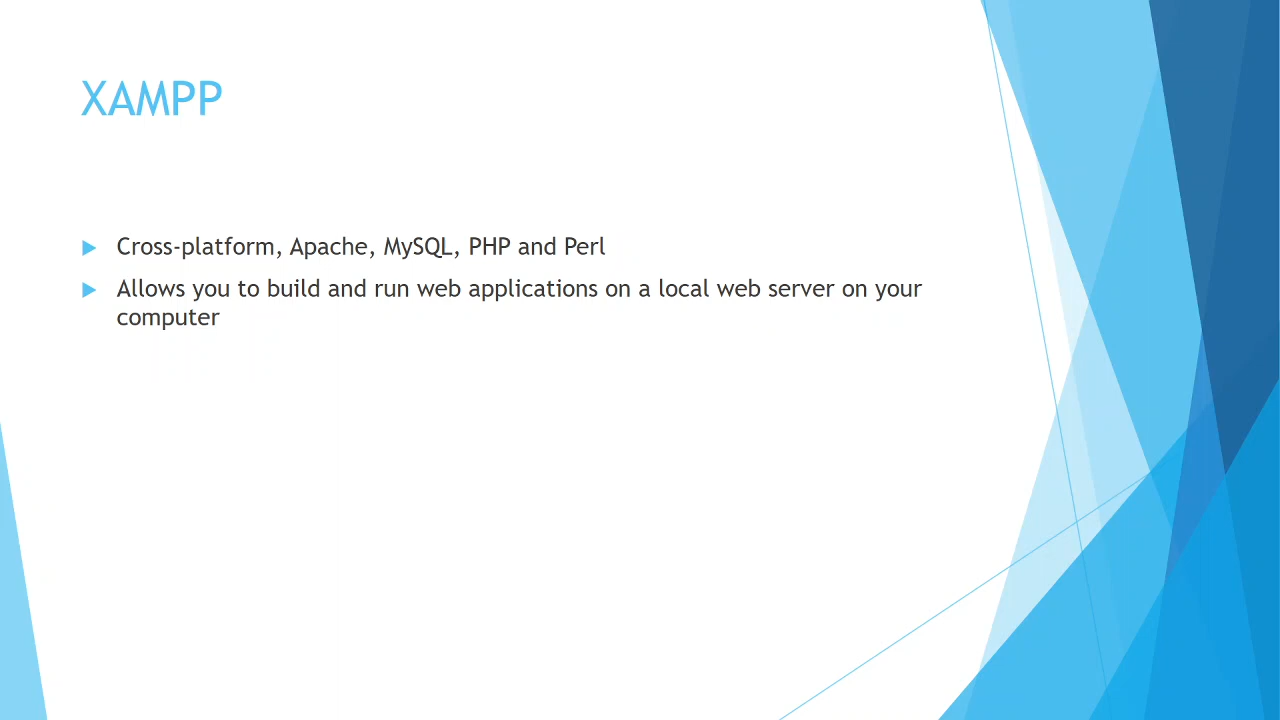 XAMPP
Cross-platform, Apache, MySQL, PHP and Perl
Allows you to build and run web applications on a local web server on your
computer